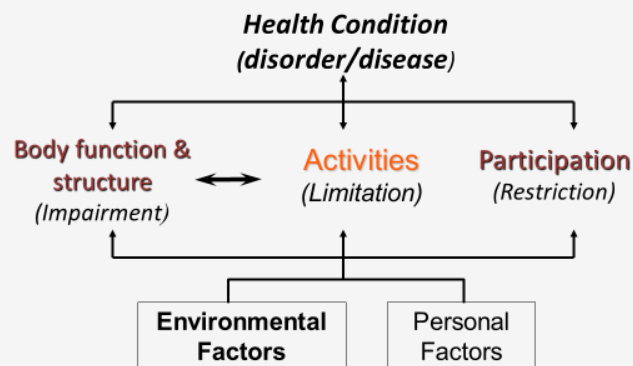 Health Condition
(disorder/disease)
Body function &
structure
(Impairment)
Activities
(Limitation)
Participation
(Restriction)
Environmental
Factors
Personal
Factors